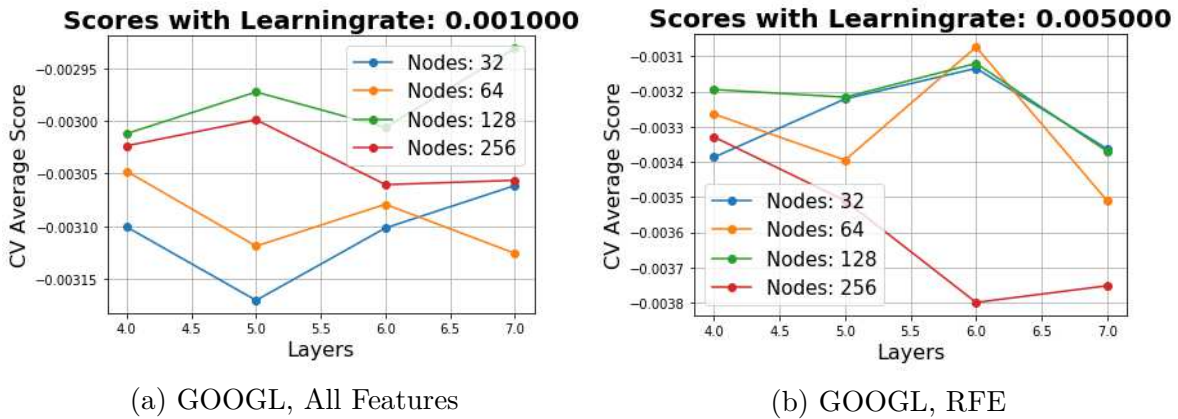 Scores with Learningrate: 0.001000
CV Average Score
−0.00295
−0.00300
−0.00305
−0.00310
−0.00315
Nodes: 32
Nodes: 64
Nodes: 128
Nodes: 256
4.0 4.5 5.0 5.5 6.0 6.5 7.0
Layers
(a) GOOGL, All Features
Scores with Learningrate: 0.005000
CV Average Score
−0.0031
−0.0032
−0.0033
−0.0034
−0.0035
−0.0036
−0.0037
−0.0038
Nodes: 32
Nodes: 64
Nodes: 128
Nodes: 256
4.0 4.5 5.0 5.5 6.0 6.5 7.0
Layers
(b) GOOGL, RFE